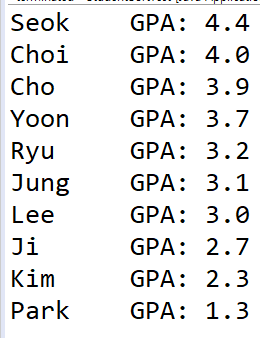 Seok    GPA: 4.4
Choi    GPA: 4.0
Cho     GPA: 3.9
Yoon    GPA: 3.7
Ryu     GPA: 3.2
Jung    GPA: 3.1
Lee     GPA: 3.0
Ji      GPA: 2.7
Kim     GPA: 2.3
Park    GPA: 1.3